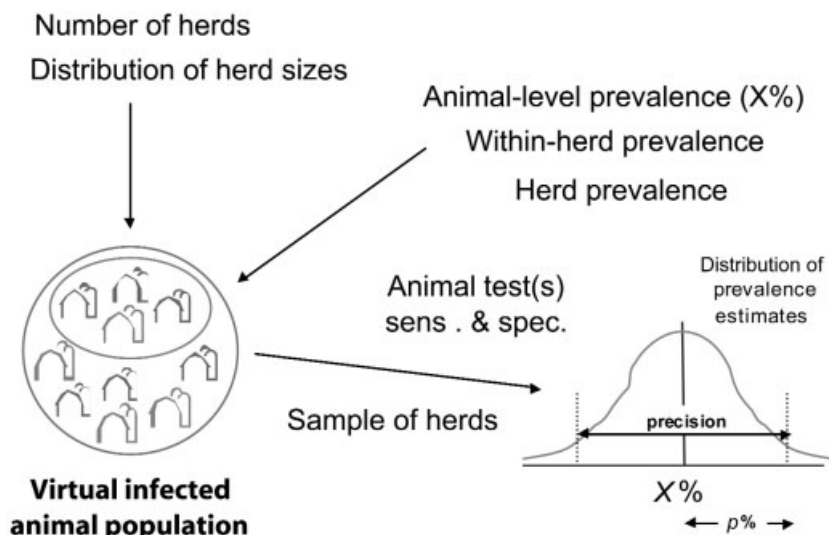 Number of herds
Distribution of herd sizes
Animal-level prevalence (X%)
Within-herd prevalence
Herd prevalence
Animal test(s)
sens . & spec.
Sample of herds
Distribution of
prevalence
estimates
precision
X%
p%
Virtual infected
animal population